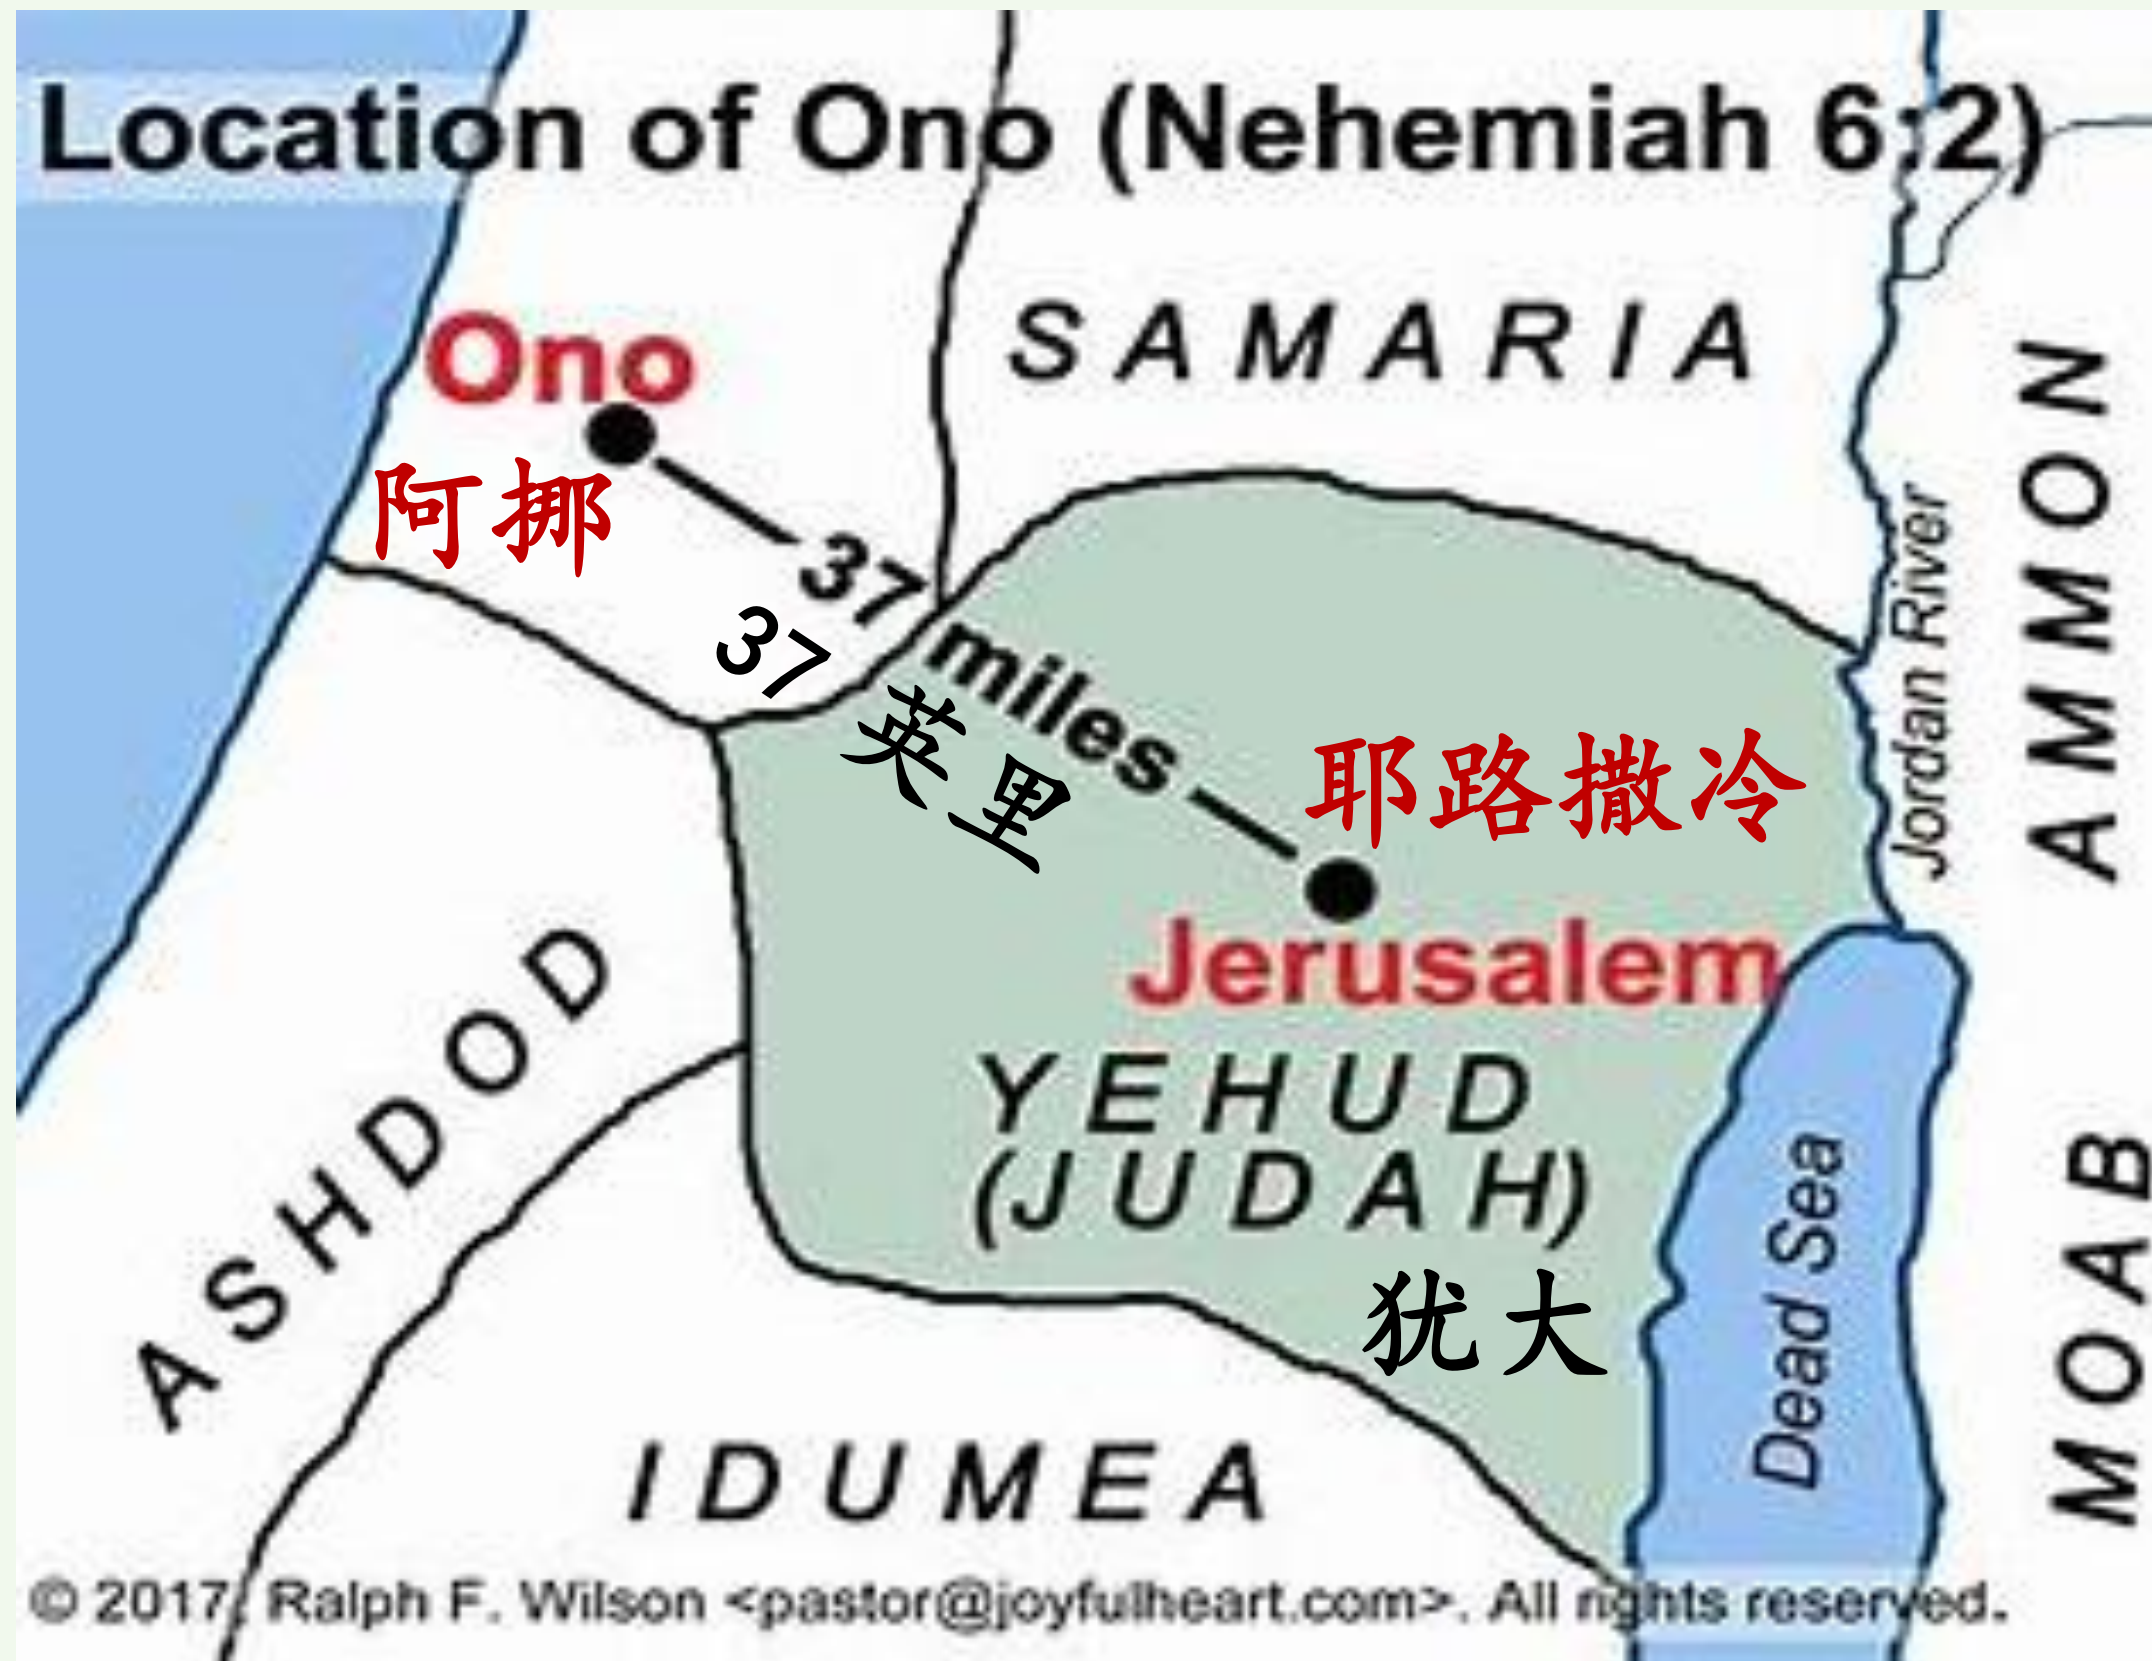 Location of Ono (Nehemiah 6:2)
SAMARIA
Ono
阿挪
37 miles
37 英里
耶路撒冷
Jerusalem
Jordan River
AMMON
YEHUD
(JUDAH)
犹大
ASHDOD
Dead Sea
MOAB
IDUMEA
© 2017, Ralph F. Wilson <pastor@joyfulheart.com>. All rights reserved.